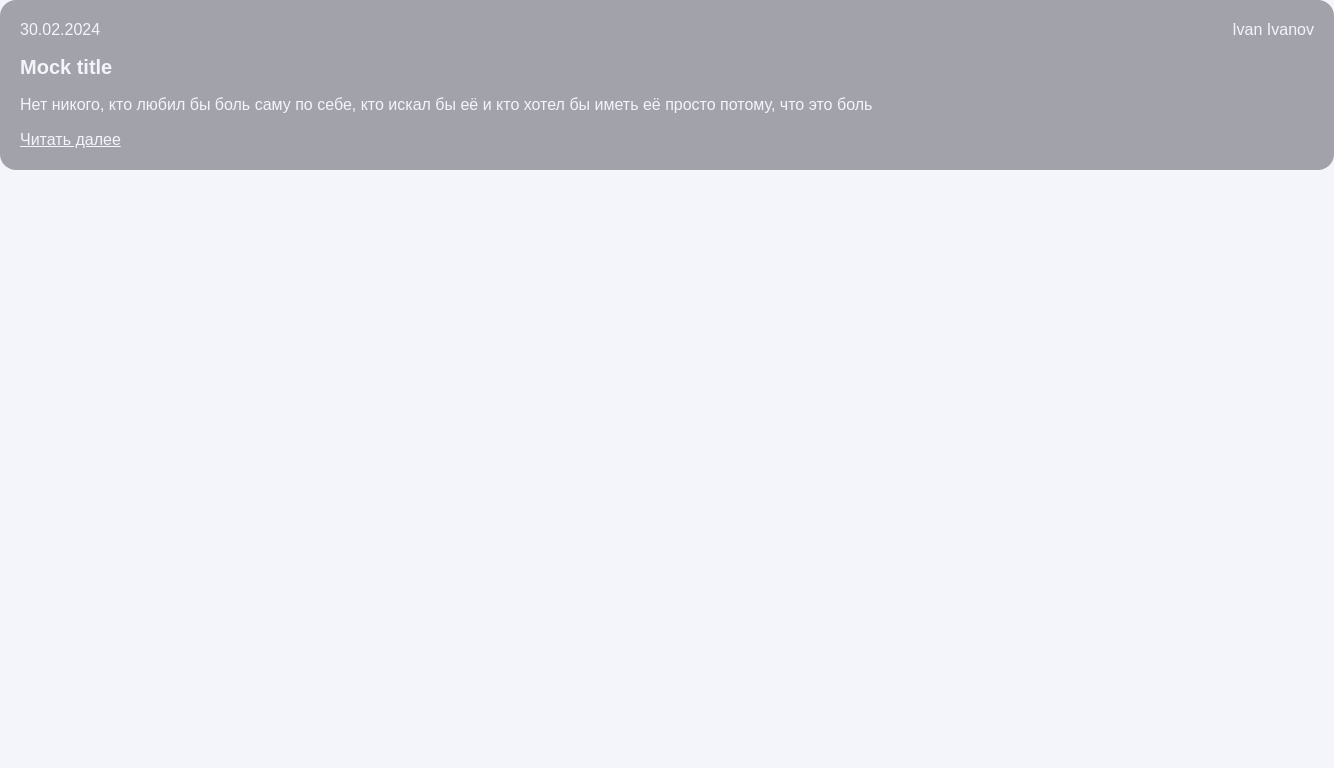 30.02.2024 Ivan Ivanov
Mock title
Нет никого, кто любил бы боль саму по себе, кто искал бы её и кто хотел бы иметь её просто потому, что это боль
Читать далее